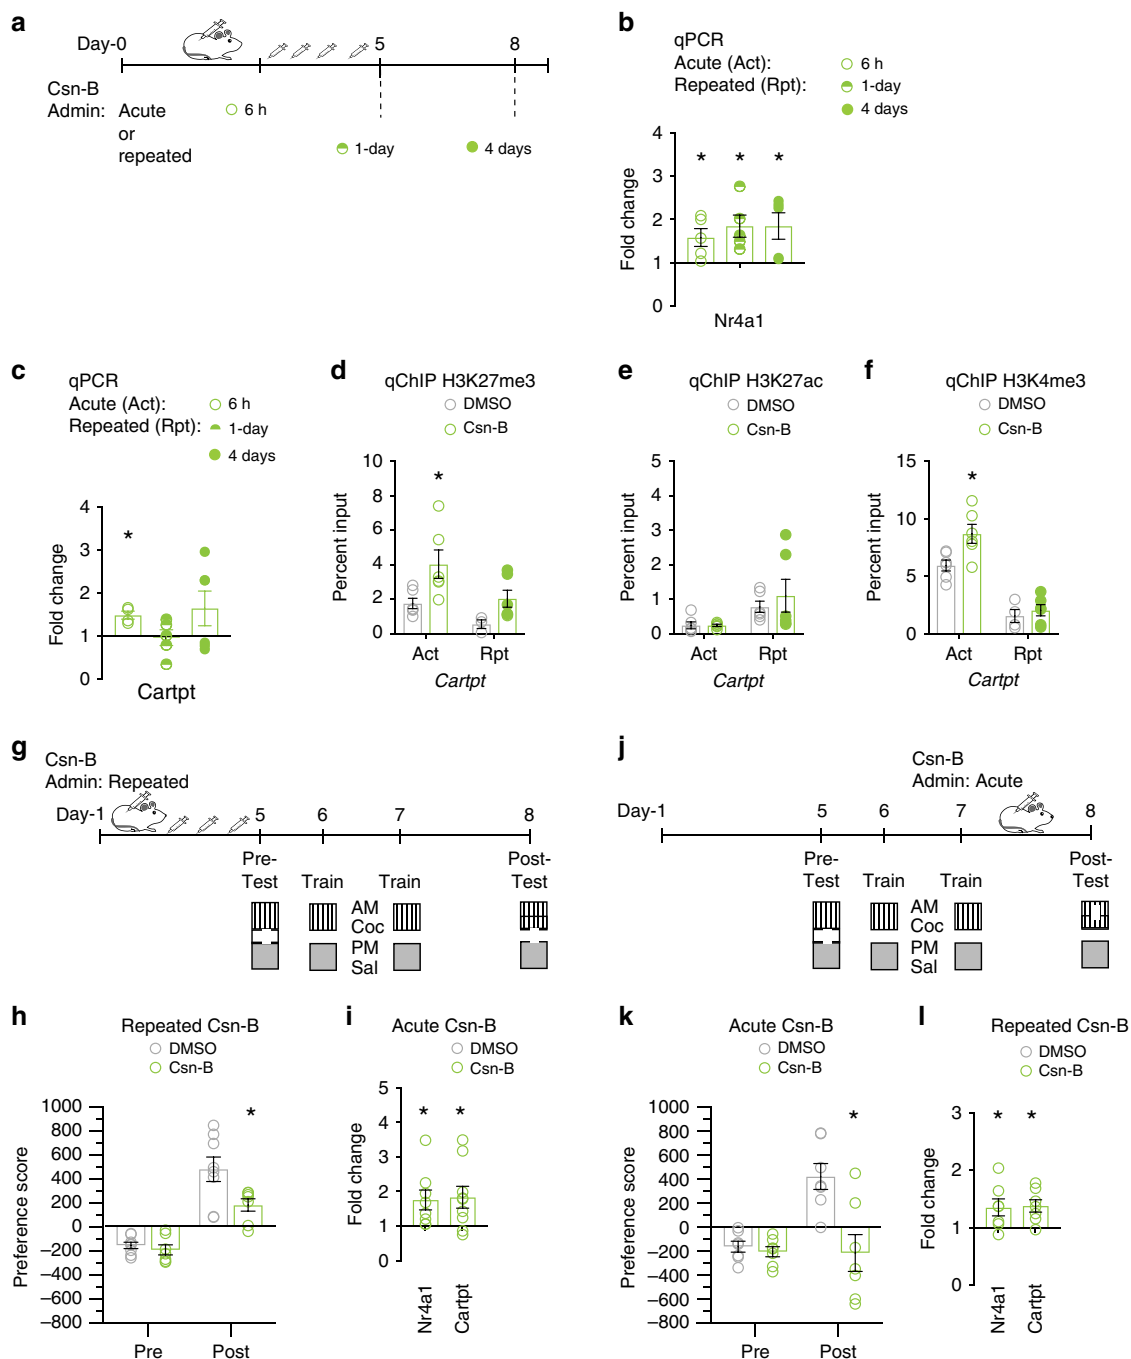 a
Day-0
5
8
Csn-B
Admin:
Acute
or
repeated
6 h
1-day
4 days
b
qPCR
Acute (Act):
Repeated (Rpt):
6 h
1-day
4 days
Fold change
4
3
2
1
0
* * *
Nr4a1
c
qPCR
Acute (Act):
Repeated (Rpt):
6 h
1-day
4 days
Fold change
4
3
2
1
0
*
Cartpt
d
qChIP H3K27me3
DMSO
Csn-B
Percent input
10
8
6
4
2
0
*
Act Rpt
Cartpt
e
qChIP H3K27ac
DMSO
Csn-B
Percent input
5
4
3
2
1
0
Act Rpt
Cartpt
f
qChIP H3K4me3
DMSO
Csn-B
Percent input
15
10
5
0
*
Act Rpt
Cartpt
g
Csn-B
Admin: Repeated
Day-1
5
6
7
8
Pre-
Test
Train
Train
Post-
Test
AM
Coc
PM
Sal
j
Csn-B
Admin: Acute
Day-1
5
6
7
8
Pre-
Test
Train
Train
Post-
Test
AM
Coc
PM
Sal
h
Repeated Csn-B
DMSO
Csn-B
Preference score
1000
800
600
400
200
0
–200
–400
–600
–800
*
Pre Post
i
Acute Csn-B
DMSO
Csn-B
Fold change
5
4
3
2
1
0
* *
Nr4a1
Cartpt
k
Acute Csn-B
DMSO
Csn-B
Preference score
1000
800
600
400
200
0
–200
–400
–600
–800
*
Pre Post
l
Repeated Csn-B
DMSO
Csn-B
Fold change
3
2
1
0
* *
Nr4a1
Cartpt